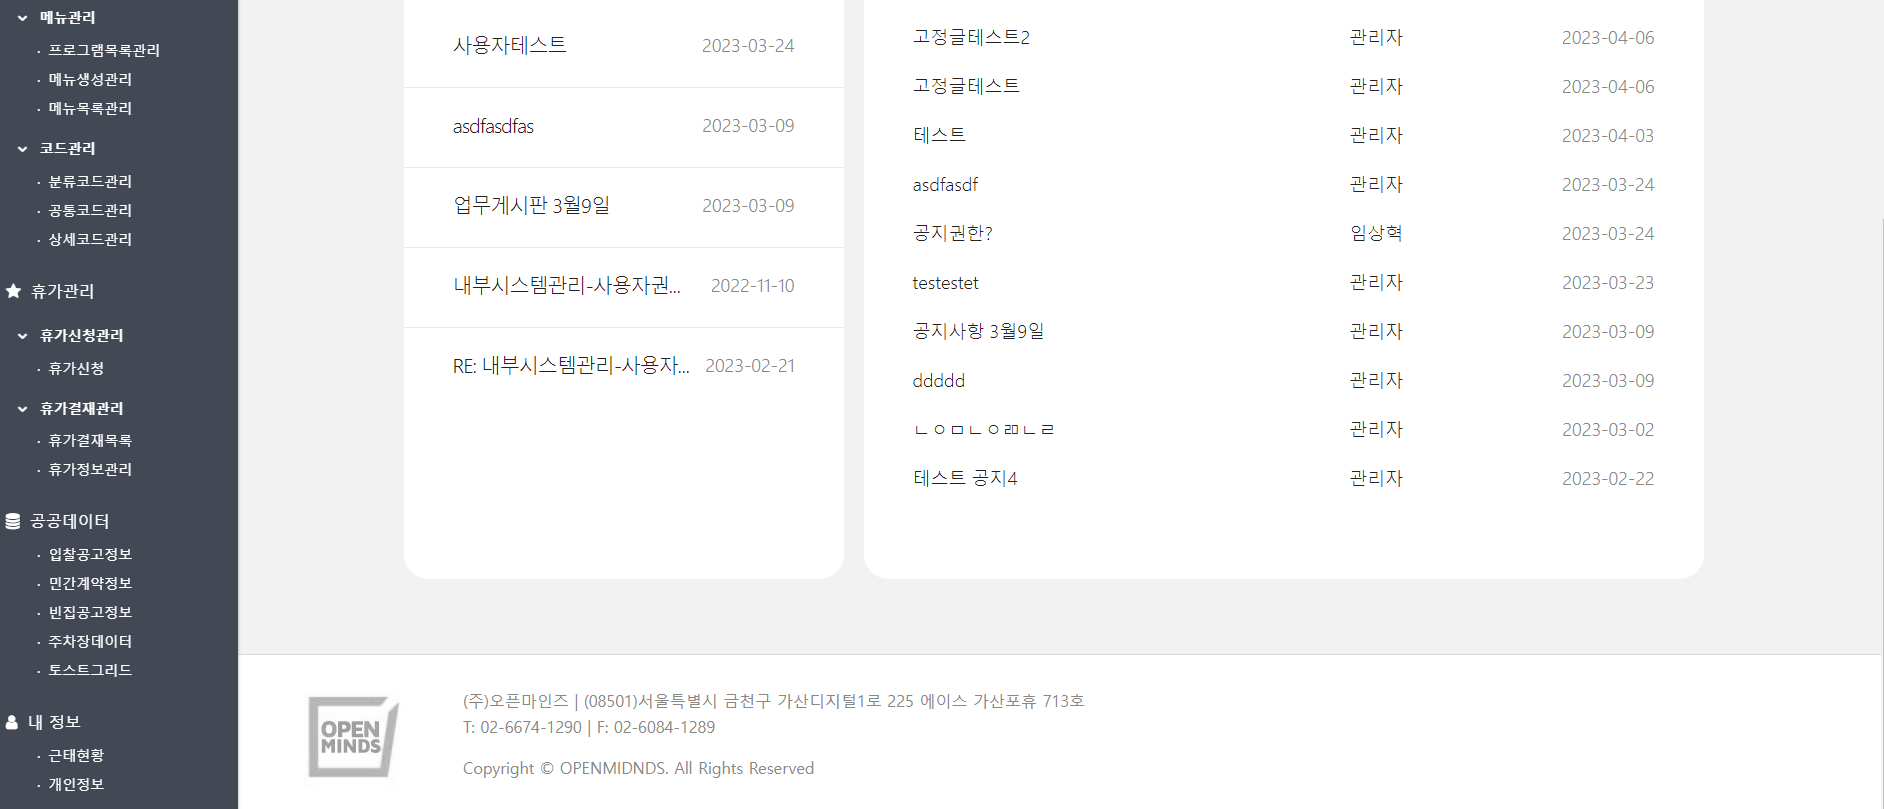 메뉴관리
· 프로그램목록관리
· 메뉴생성관리
· 메뉴목록관리
코드관리
· 분류코드관리
· 공통코드관리
· 상세코드관리
휴가관리
휴가신청관리
· 휴가신청
휴가결재관리
· 휴가결재목록
· 휴가정보관리
공공데이터
· 입찰공고정보
· 민간계약정보
· 빈집공고정보
· 주차장데이터
· 토스트그리드
내 정보
· 근태현황
· 개인정보
사용자테스트 2023-03-24
asdfasdfas 2023-03-09
업무게시판 3월9일 2023-03-09
내부시스템관리-사용자권... 2022-11-10
RE: 내부시스템관리-사용자... 2023-02-21
고정글테스트2 관리자 2023-04-06
고정글테스트 관리자 2023-04-06
테스트 관리자 2023-04-03
asdfasdf 관리자 2023-03-24
공지권한? 임상혁 2023-03-24
testestet 관리자 2023-03-23
공지사항 3월9일 관리자 2023-03-09
ddddd 관리자 2023-03-09
ㄴㅇㅁㄴㅇㄻㄴㄹ 관리자 2023-03-02
테스트 공지4 관리자 2023-02-22
OPEN
MINDS
(주)오픈마인즈 | (08501)서울특별시 금천구 가산디지털1로 225 에이스 가산포휴 713호
T: 02-6674-1290 | F: 02-6084-1289
Copyright © OPENMIDNDS. All Rights Reserved